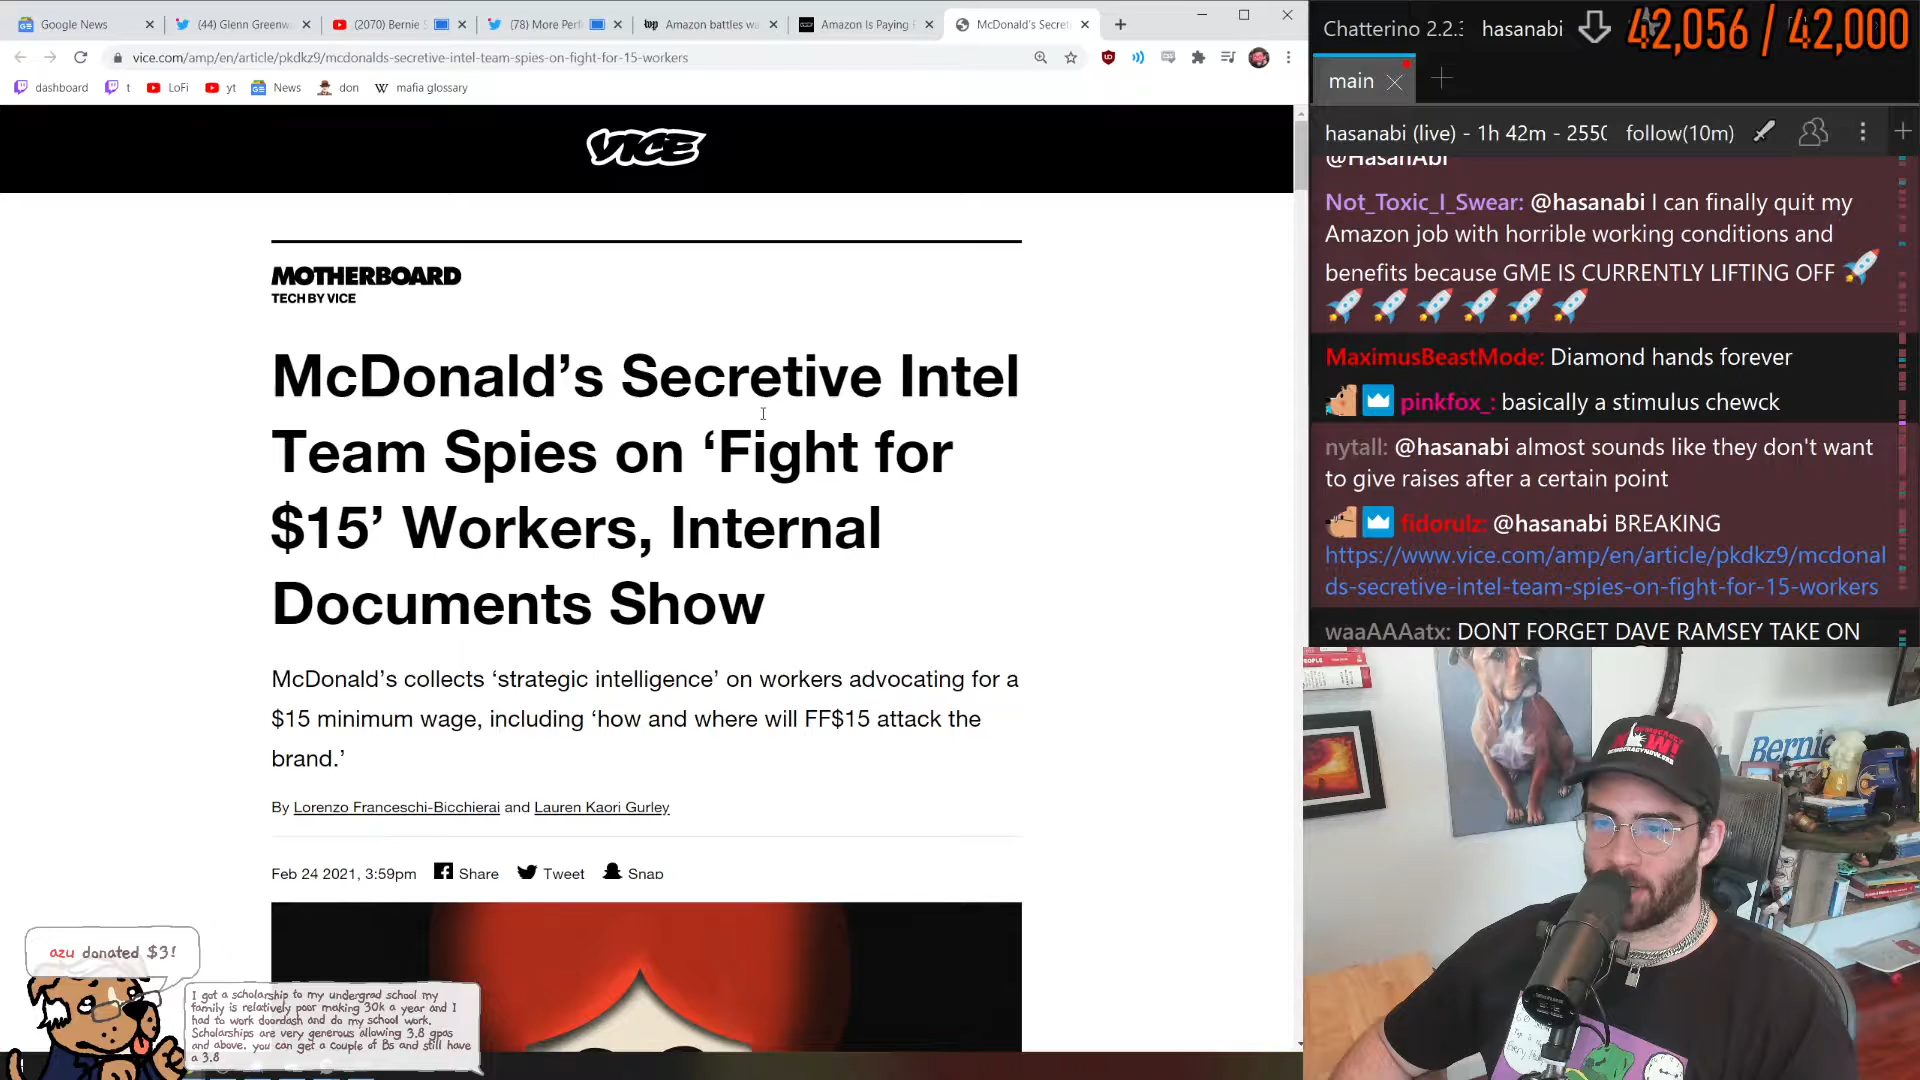 Google News
(44) Glenn Greenw
(2070) Bernie S
(78) More Perf
Amazon battles wa
Amazon Is Paying
McDonald's Secreti
vice.com/amp/en/article/pkdkz9/mcdonalds-secretive-intel-team-spies-on-fight-for-15-workers
dashboard
t
LoFi
yt
News
don
mafia glossary
VICE
MOTHERBOARD
TECH BY VICE
McDonald’s Secretive Intel
Team Spies on ‘Fight for
$15’ Workers, Internal
Documents Show
McDonald’s collects ‘strategic intelligence’ on workers advocating for a
$15 minimum wage, including ‘how and where will FF$15 attack the
brand.’
By Lorenzo Franceschi-Bicchierai and Lauren Kaori Gurley
Feb 24 2021, 3:59pm Share Tweet Snap
azu donated $3!
I got a scholarship to my undergrad school my
family is relatively poor making 30k a year and I
had to work doordash and do my school work.
Scholarships are very generous allowing 3.8 gpas
and above. you can get a couple of Bs and still have
a 3.8
Chatterino 2.2.3 hasanabi
42,056 / 42,000
main
hasanabi (live) - 1h 42m - 2550 follow(10m)
@HasanAbi
Not_Toxic_I_Swear: @hasanabi I can finally quit my
Amazon job with horrible working conditions and
benefits because GME IS CURRENTLY LIFTING OFF
MaximusBeastMode: Diamond hands forever
pinkfox_: basically a stimulus chewck
nytall: @hasanabi almost sounds like they don't want
to give raises after a certain point
fidorulz: @hasanabi BREAKING
https://www.vice.com/amp/en/article/pkdkz9/mcdonal
ds-secretive-intel-team-spies-on-fight-for-15-workers
waaAAAatx: DONT FORGET DAVE RAMSEY TAKE ON
Bernie
DEMOCRACY
NOW!
DEMOCRACYNOW.ORG